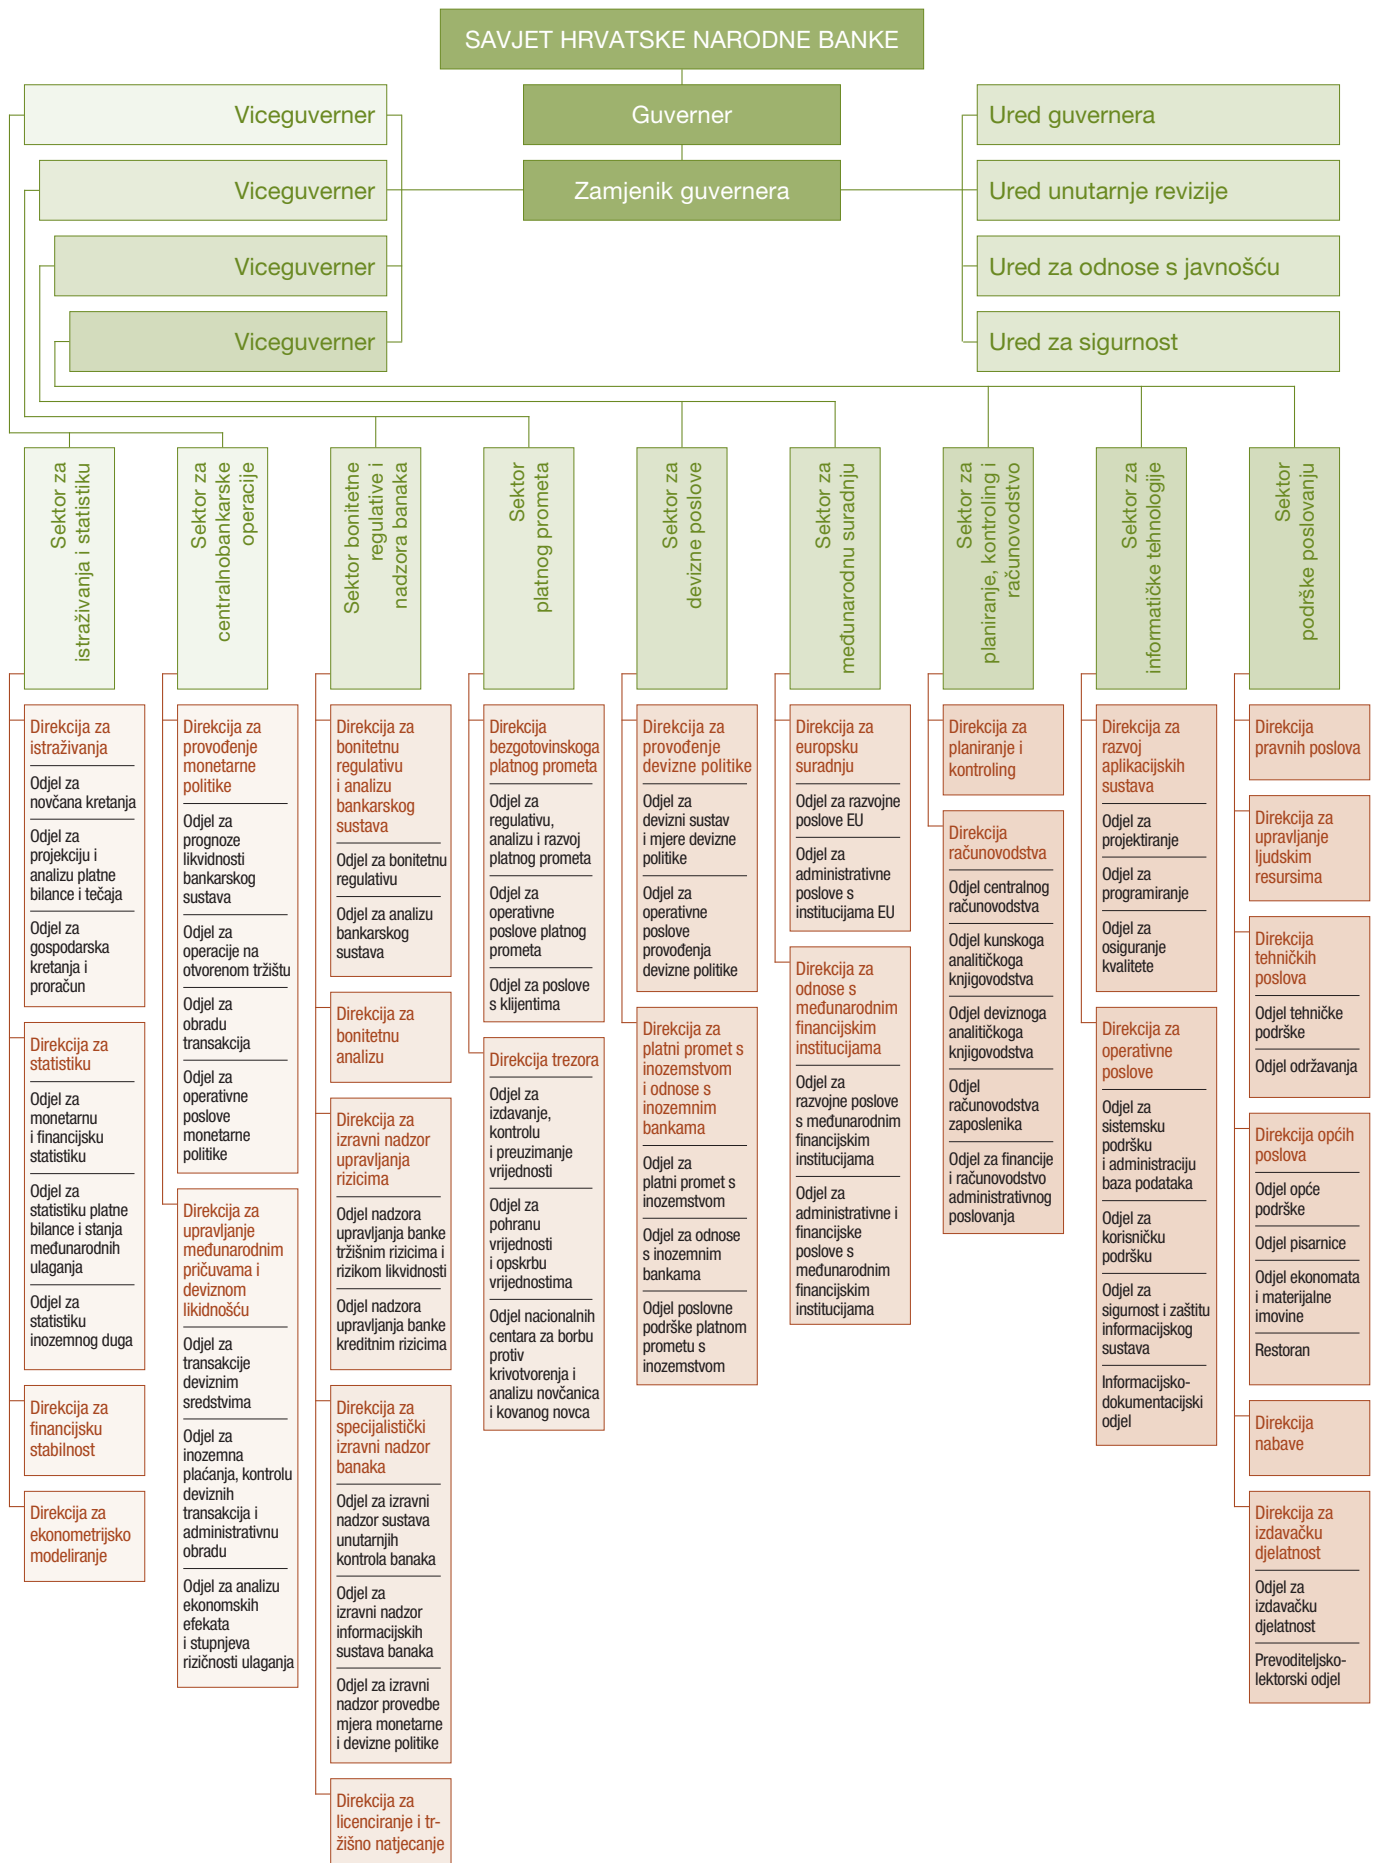 SAVJET HRVATSKE NARODNE BANKE
Guverner
Zamjenik guvernera
Viceguverner
Viceguverner
Viceguverner
Viceguverner
Ured guvernera
Ured unutarnje revizije
Ured za odnose s javnošću
Ured za sigurnost
Sektor za
istraživanja i statistiku
Sektor za
centralnobankarske
operacije
Sektor bonitetne
regulative i
nadzora banaka
Sektor
platnog prometa
Sektor za
devizne poslove
Sektor za
međunarodnu suradnju
Sektor za
planiranje, kontroling i
računovodstvo
Sektor za
informatičke tehnologije
Sektor
podrške poslovanju
Direkcija za
istraživanja
Odjel za
novčana kretanja
Odjel za
projekciju i
analizu platne
bilance i tečaja
Odjel za
gospodarska
kretanja i
proračun
Direkcija za
statistiku
Odjel za
monetarnu
i financijsku
statistiku
Odjel za
statistiku platne
bilance i stanja
međunarodnih
ulaganja
Odjel za
statistiku
inozemnog duga
Direkcija za
financijsku
stabilnost
Direkcija za
ekonometrijsko
modeliranje
Direkcija za
provođenje
monetarne
politike
Odjel za
prognoze
likvidnosti
bankarskog
sustava
Odjel za
operacije na
otvorenom tržištu
Odjel za
obradu
transakcija
Odjel za
operativne
poslove
monetarne
politike
Direkcija za
upravljanje
međunarodnim
pričuvama i
deviznom
likidnošću
Odjel za
transakcije
deviznim
sredstvima
Odjel za
inozemna
plaćanja, kontrolu
deviznih
transakcija i
administrativnu
obradu
Odjel za analizu
ekonomskih
efekata
i stupnjeva
rizičnosti ulaganja
Direkcija za
bonitetnu
regulativu
i analizu
bankarskog
sustava
Odjel za bonitetnu
regulativu
Odjel za analizu
bankarskog
sustava
Direkcija za
bonitetnu
analizu
Direkcija za
izravni nadzor
upravljanja
rizicima
Odjel nadzora
upravljanja banke
tržišnim rizicima i
rizikom likvidnosti
Odjel nadzora
upravljanja banke
kreditnim rizicima
Direkcija za
specijalistički
izravni nadzor
banaka
Odjel za izravni
nadzor sustava
unutarnjih
kontrola banaka
Odjel za
izravni nadzor
informacijskih
sustava banaka
Odjel za izravni
nadzor provedbe
mjera monetarne
i devizne politike
Direkcija za
licenciranje i tr-
žišno natjecanje
Direkcija
bezgotovinskoga
platnog prometa
Odjel za
regulativu,
analizu i razvoj
platnog prometa
Odjel za
operativne
poslove platnog
prometa
Odjel za poslove
s klijentima
Direkcija trezora
Odjel za
izdavanje,
kontrolu
i preuzimanje
vrijednosti
Odjel za
pohranu
vrijednosti
i opskrbu
vrijednostima
Odjel nacionalnih
centara za borbu
protiv
krivotvorenja i
analizu novčanica
i kovanog novca
Direkcija za
provođenje
devizne politike
Odjel za
devizni sustav
i mjere devizne
politike
Odjel za
operativne
poslove
provođenja
devizne politike
Direkcija za
platni promet s
inozemstvom
i odnose s
inozemnim
bankama
Odjel za
platni promet s
inozemstvom
Odjel za odnose
s inozemnim
bankama
Odjel poslovne
podrške platnom
prometu s
inozemstvom
Direkcija za
europsku
suradnju
Odjel za razvojne
poslove EU
Odjel za
administrativne
poslove s
institucijama EU
Direkcija za
odnose s
međunarodnim
financijskim
institucijama
Odjel za
razvojne poslove
s međunarodnim
financijskim
institucijama
Odjel za
administrativne i
financijske
poslove s
međunarodnim
financijskim
institucijama
Direkcija za
planiranje i
kontroling
Direkcija
računovodstva
Odjel centralnog
računovodstva
Odjel kunskoga
analitičkoga
knjigovodstva
Odjel deviznoga
analitičkoga
knjigovodstva
Odjel
računovodstva
zaposlenika
Odjel za financije
i računovodstvo
administrativnog
poslovanja
Direkcija za
razvoj
aplikacijskih
sustava
Odjel za
projektiranje
Odjel za
programiranje
Odjel za
osiguranje
kvalitete
Direkcija za
operativne
poslove
Odjel za
sistemsku
podršku
i administraciju
baza podataka
Odjel za
korisničku
podršku
Odjel za
sigurnost i zaštitu
informacijskog
sustava
Informacijsko-
dokumentacijski
odjel
Direkcija
pravnih poslova
Direkcija za
upravljanje
ljudskim
resursima
Direkcija
tehničkih
poslova
Odjel tehničke
podrške
Odjel održavanja
Direkcija općih
poslova
Odjel opće
podrške
Odjel pisarnice
Odjel ekonomata
i materijalne
imovine
Restoran
Direkcija
nabave
Direkcija za
izdavačku
djelatnost
Odjel za
izdavačku
djelatnost
Prevoditeljsko-
lektorski odjel